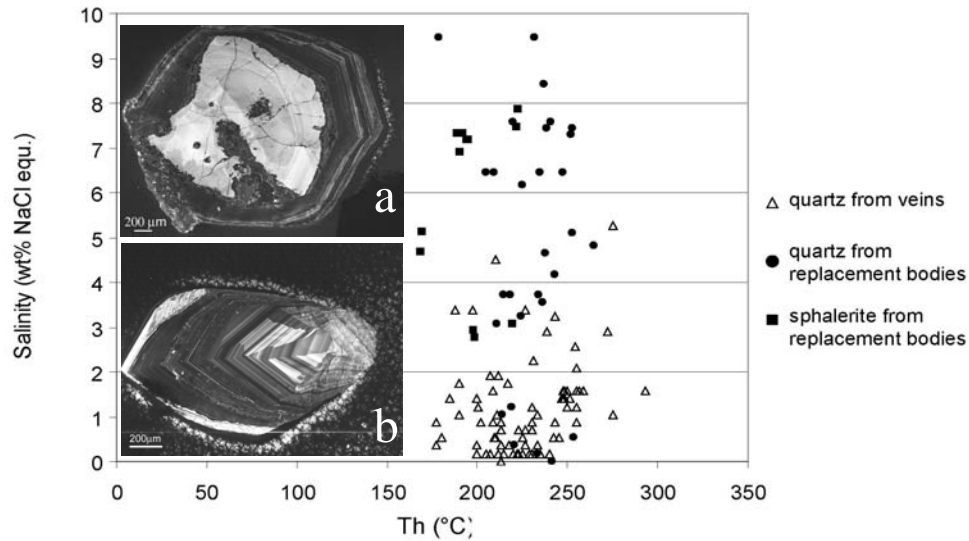 10
9
8
7
6
5
4
3
2
1
0
Salinity (wt% NaCl equ.)
200 µm
a
200µm
b
0
50
100
150
200
250
300
350
Th (°C)
quartz from veins
quartz from
replacement bodies
sphalerite from
replacement bodies